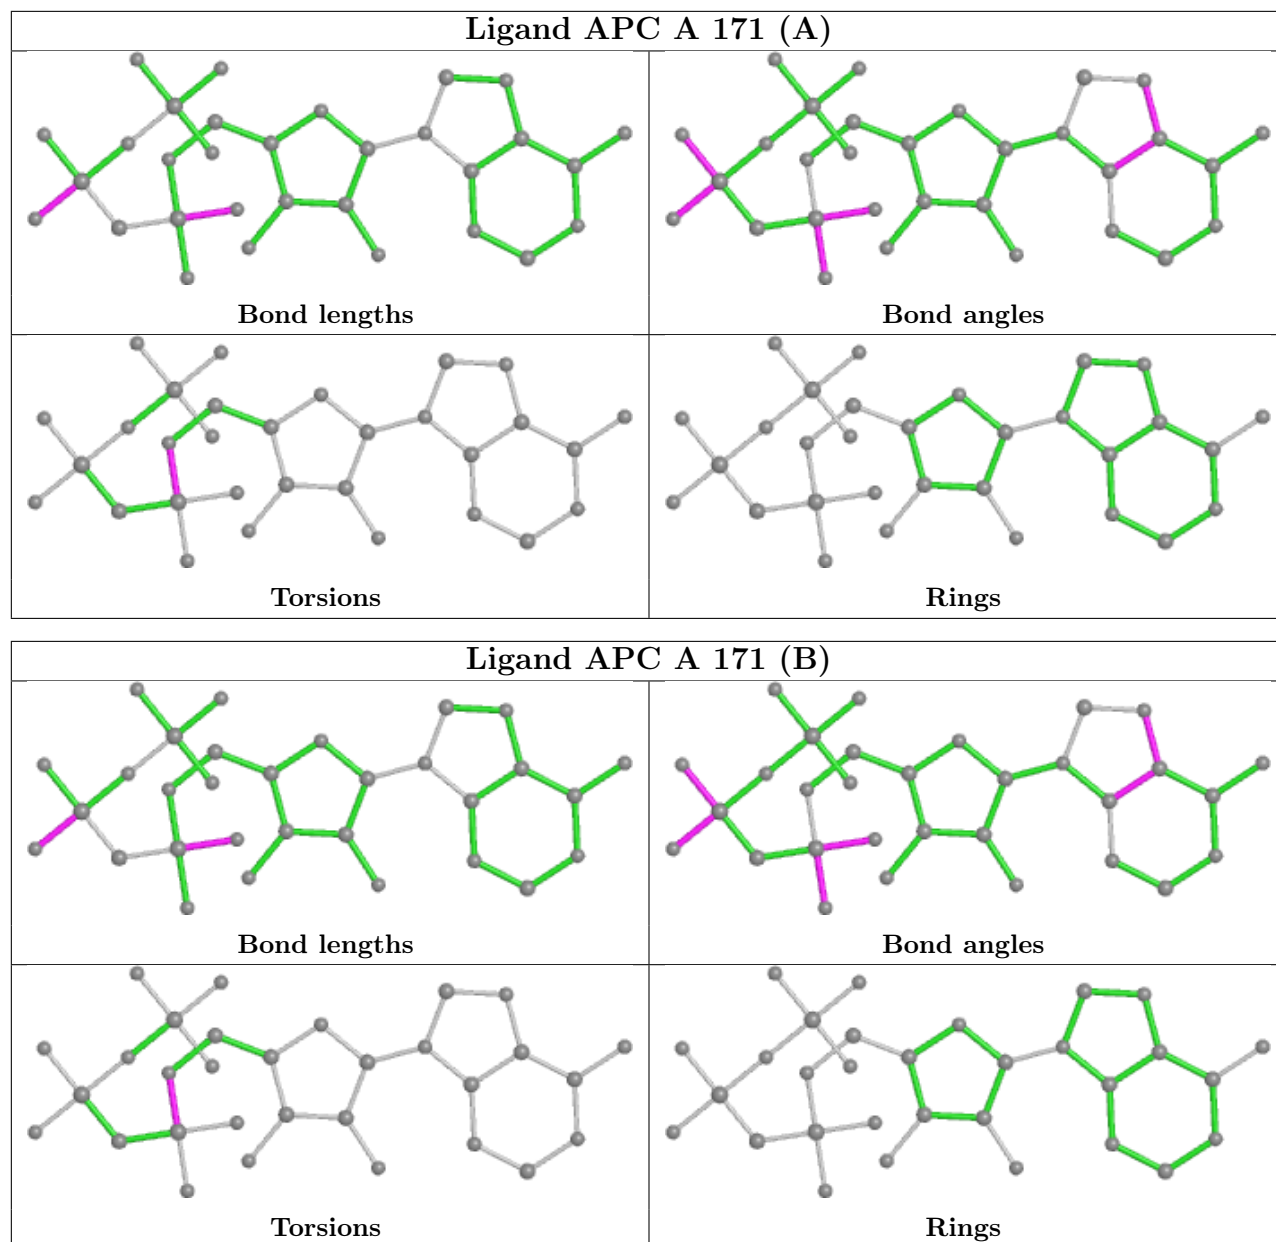 Ligand APC A 171 (A)
Bond lengths
Bond angles
Torsions
Rings
Ligand APC A 171 (B)
Bond lengths
Bond angles
Torsions
Rings